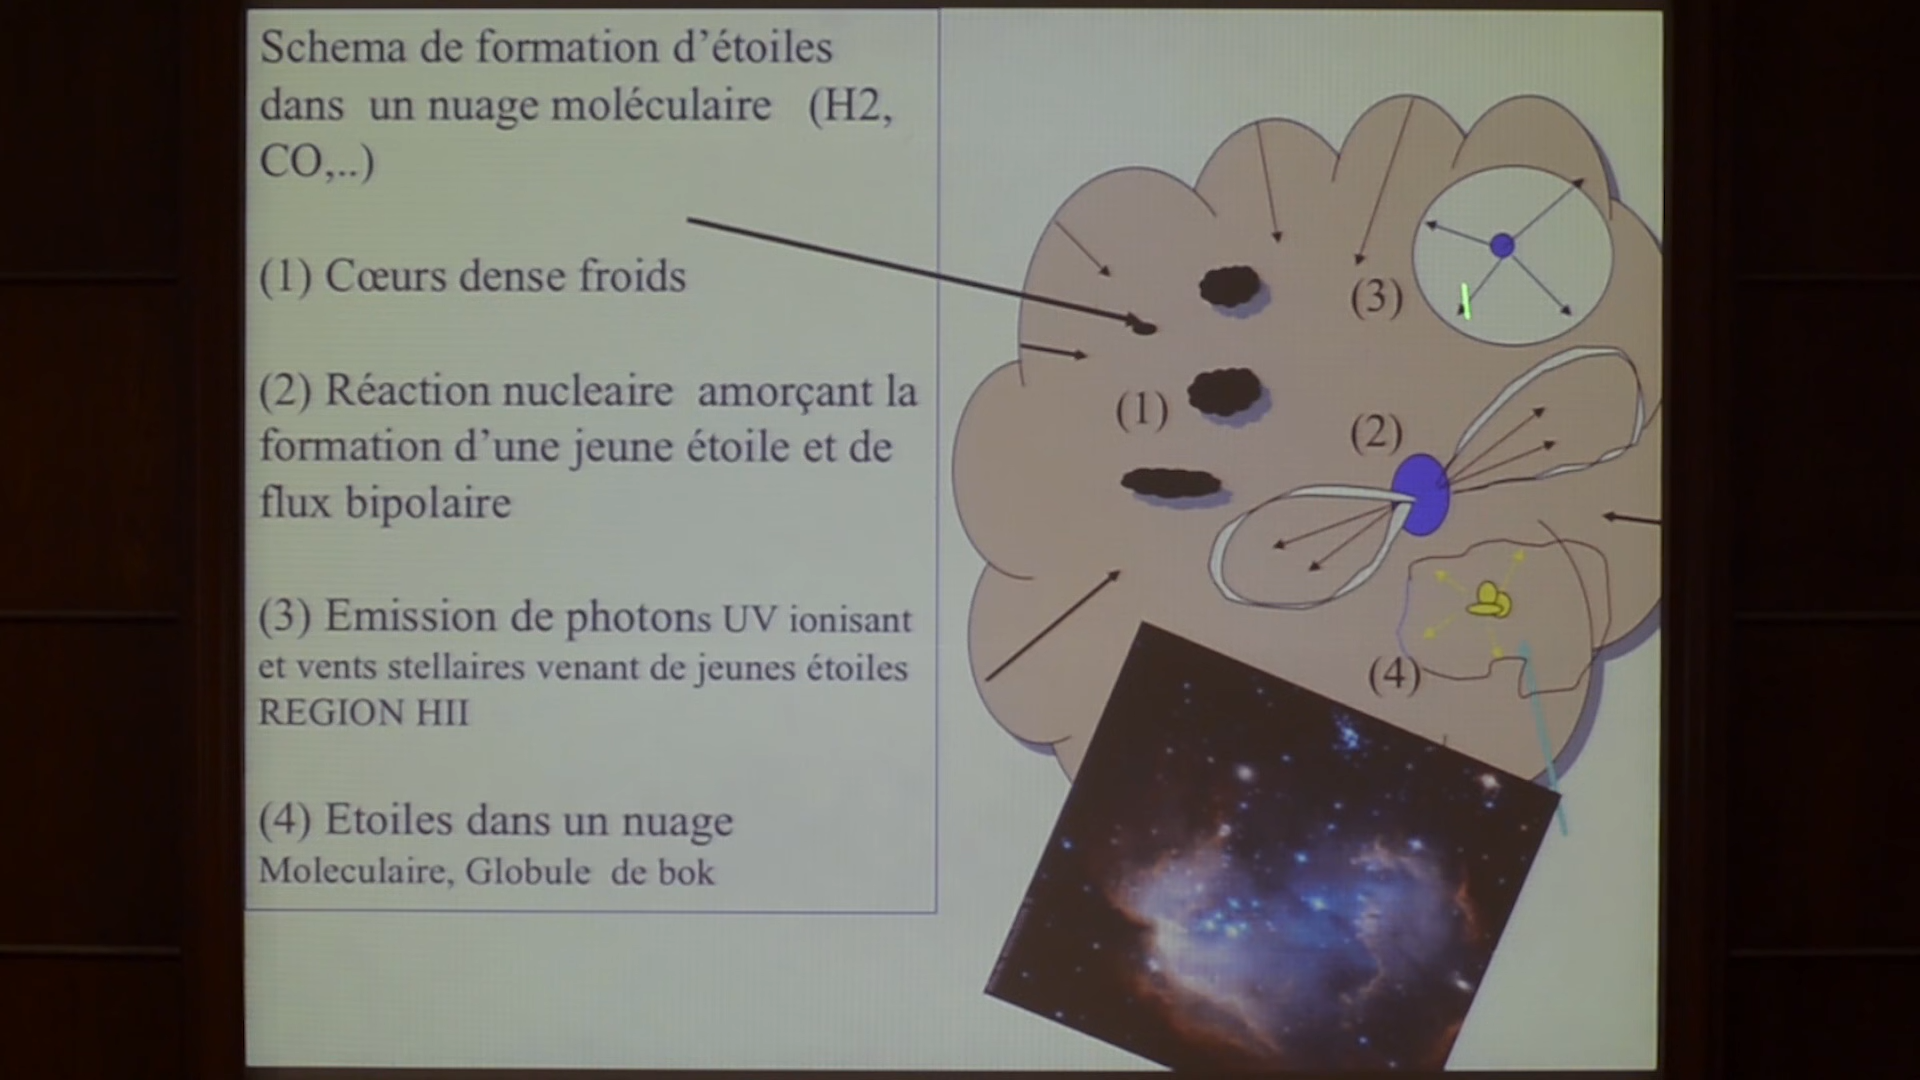 Schema de formation d'étoiles
dans un nuage moléculaire (H2,
CO,..)
(1) Cœurs dense froids
(2) Réaction nucleaire amorçant la
formation d'une jeune étoile et de
flux bipolaire
(3) Emission de photons UV ionisant
et vents stellaires venant de jeunes étoiles
REGION HII
(4) Etoiles dans un nuage
Moleculaire, Globule de bok
(3)
(1)
(2)
(4)